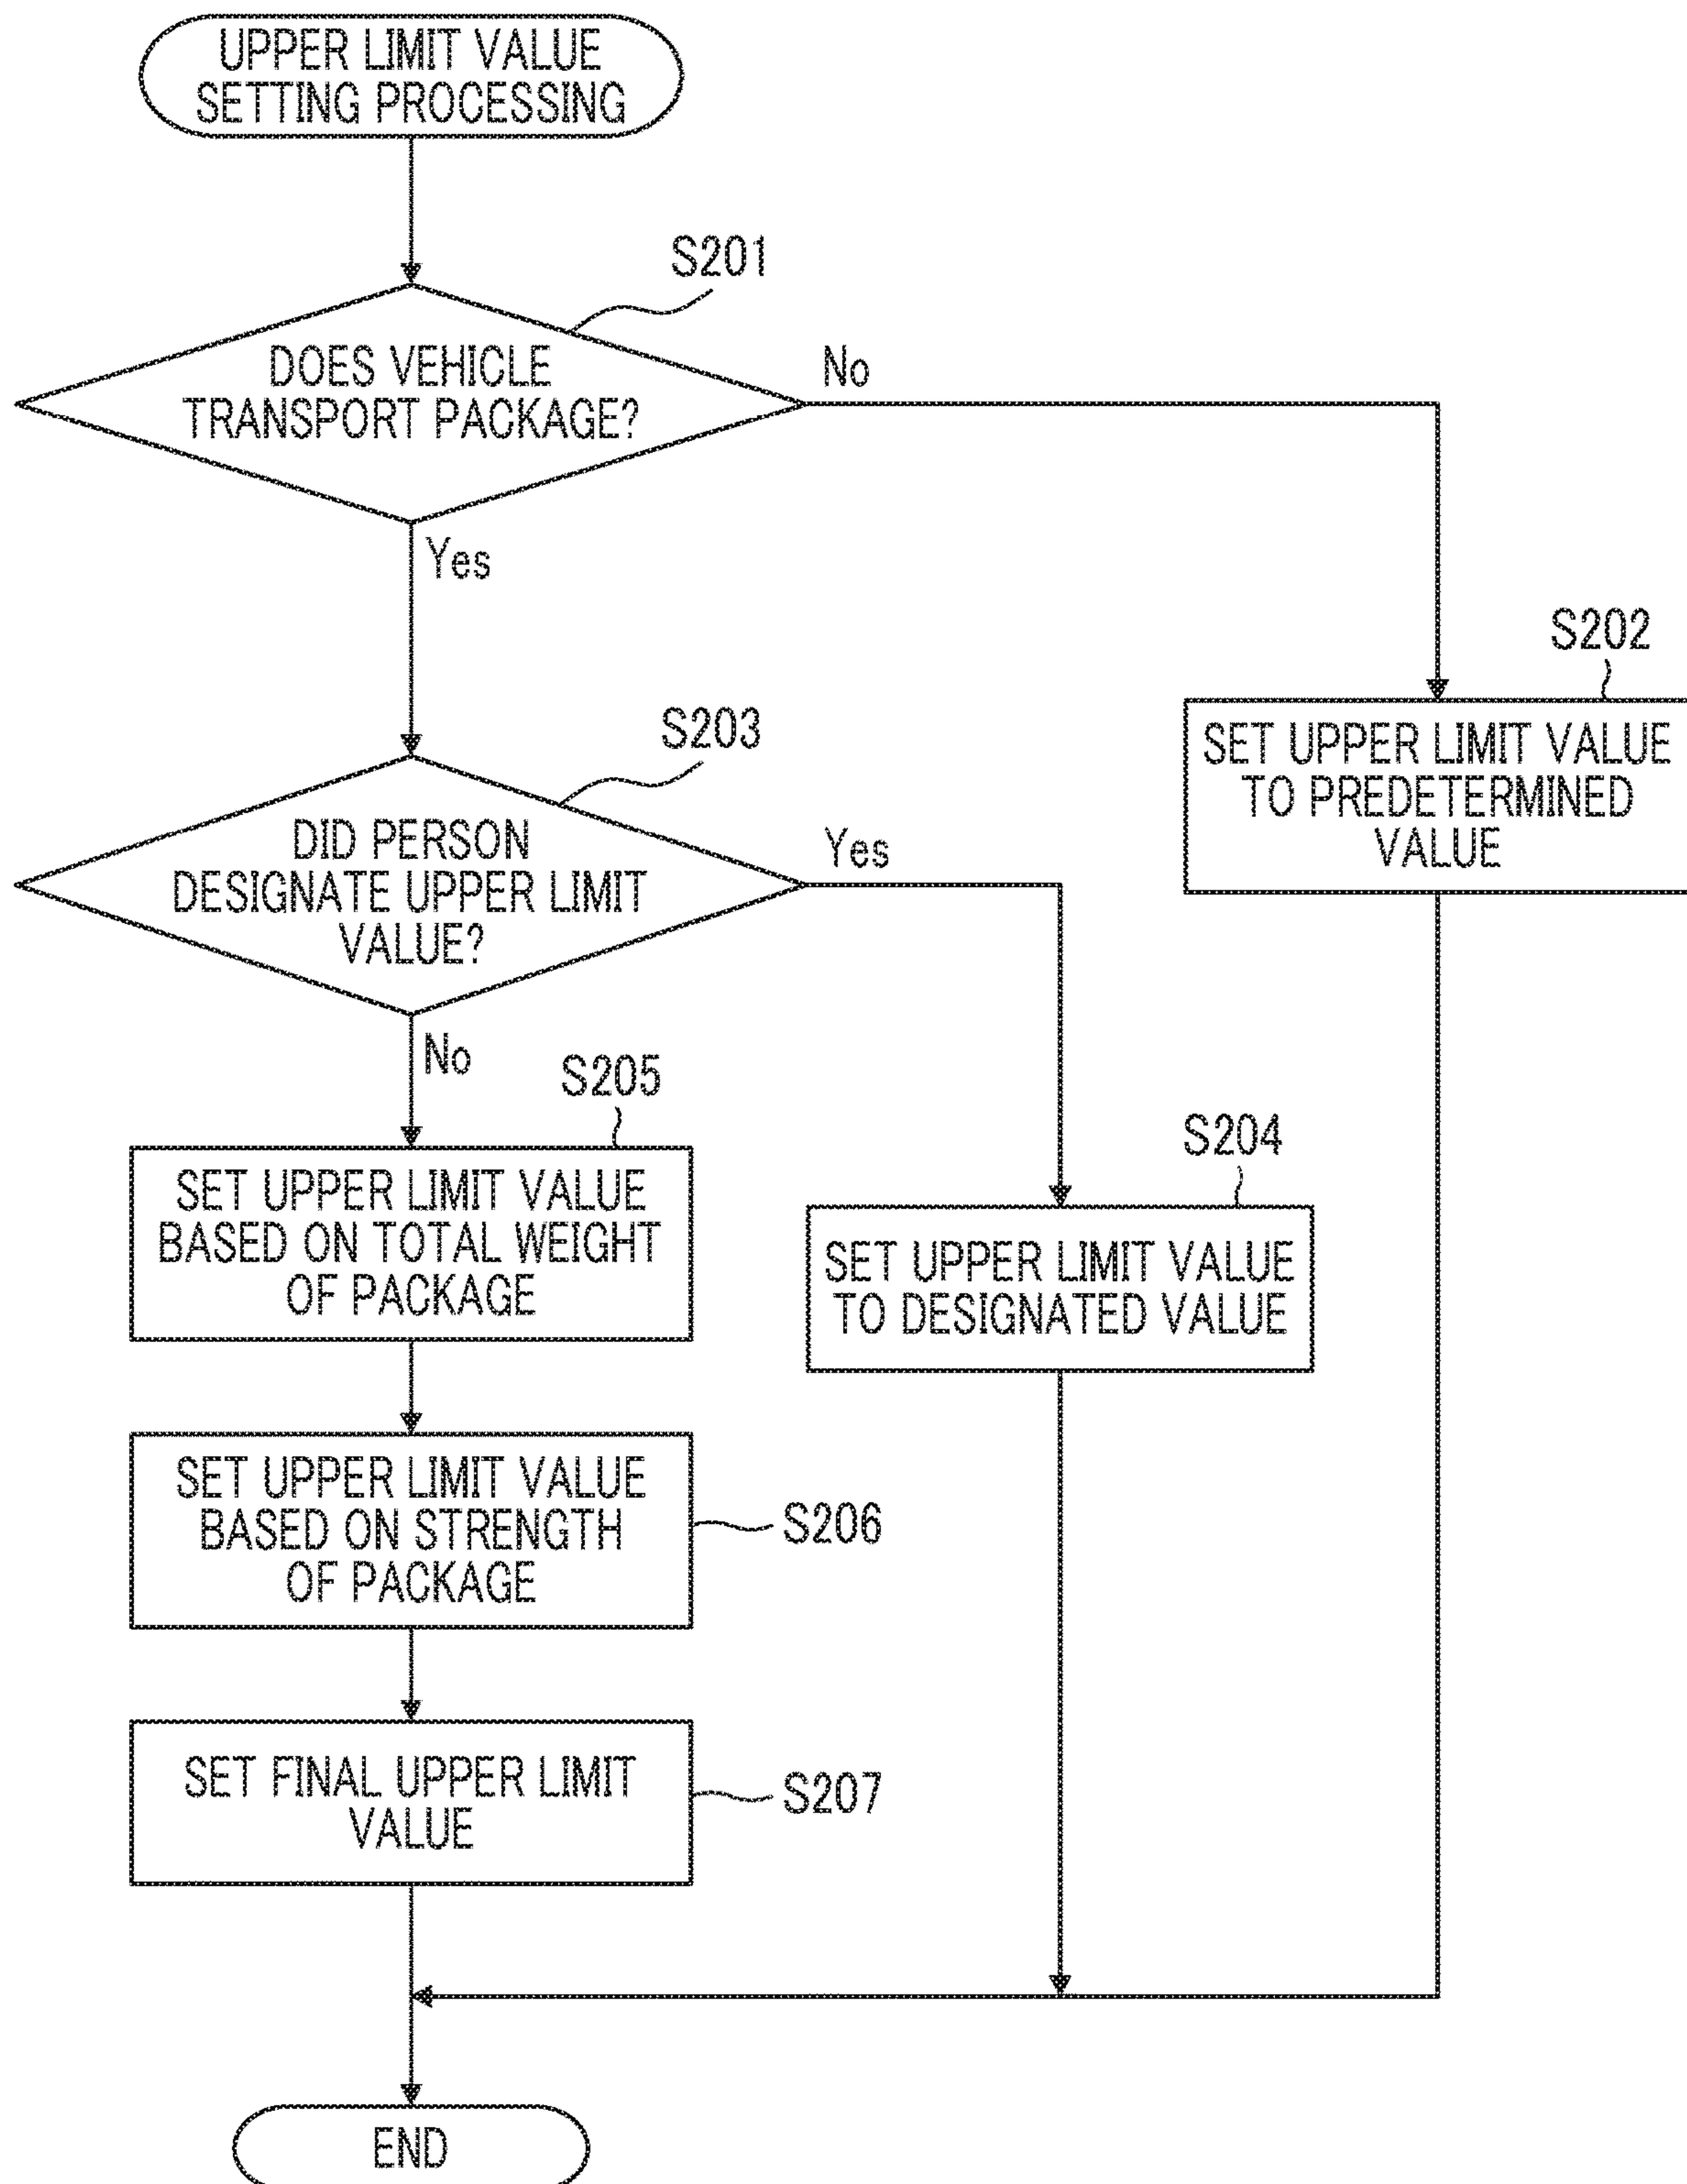 UPPER LIMIT VALUE
SETTING PROCESSING
S201
DOES VEHICLE
TRANSPORT PACKAGE?
No
Yes
S202
SET UPPER LIMIT VALUE
TO PREDETERMINED
VALUE
S203
DID PERSON
DESIGNATE UPPER LIMIT
VALUE?
Yes
No
S205
SET UPPER LIMIT VALUE
BASED ON TOTAL WEIGHT
OF PACKAGE
S204
SET UPPER LIMIT VALUE
TO DESIGNATED VALUE
SET UPPER LIMIT VALUE
BASED ON STRENGTH
OF PACKAGE
S206
SET FINAL UPPER LIMIT
VALUE
S207
END